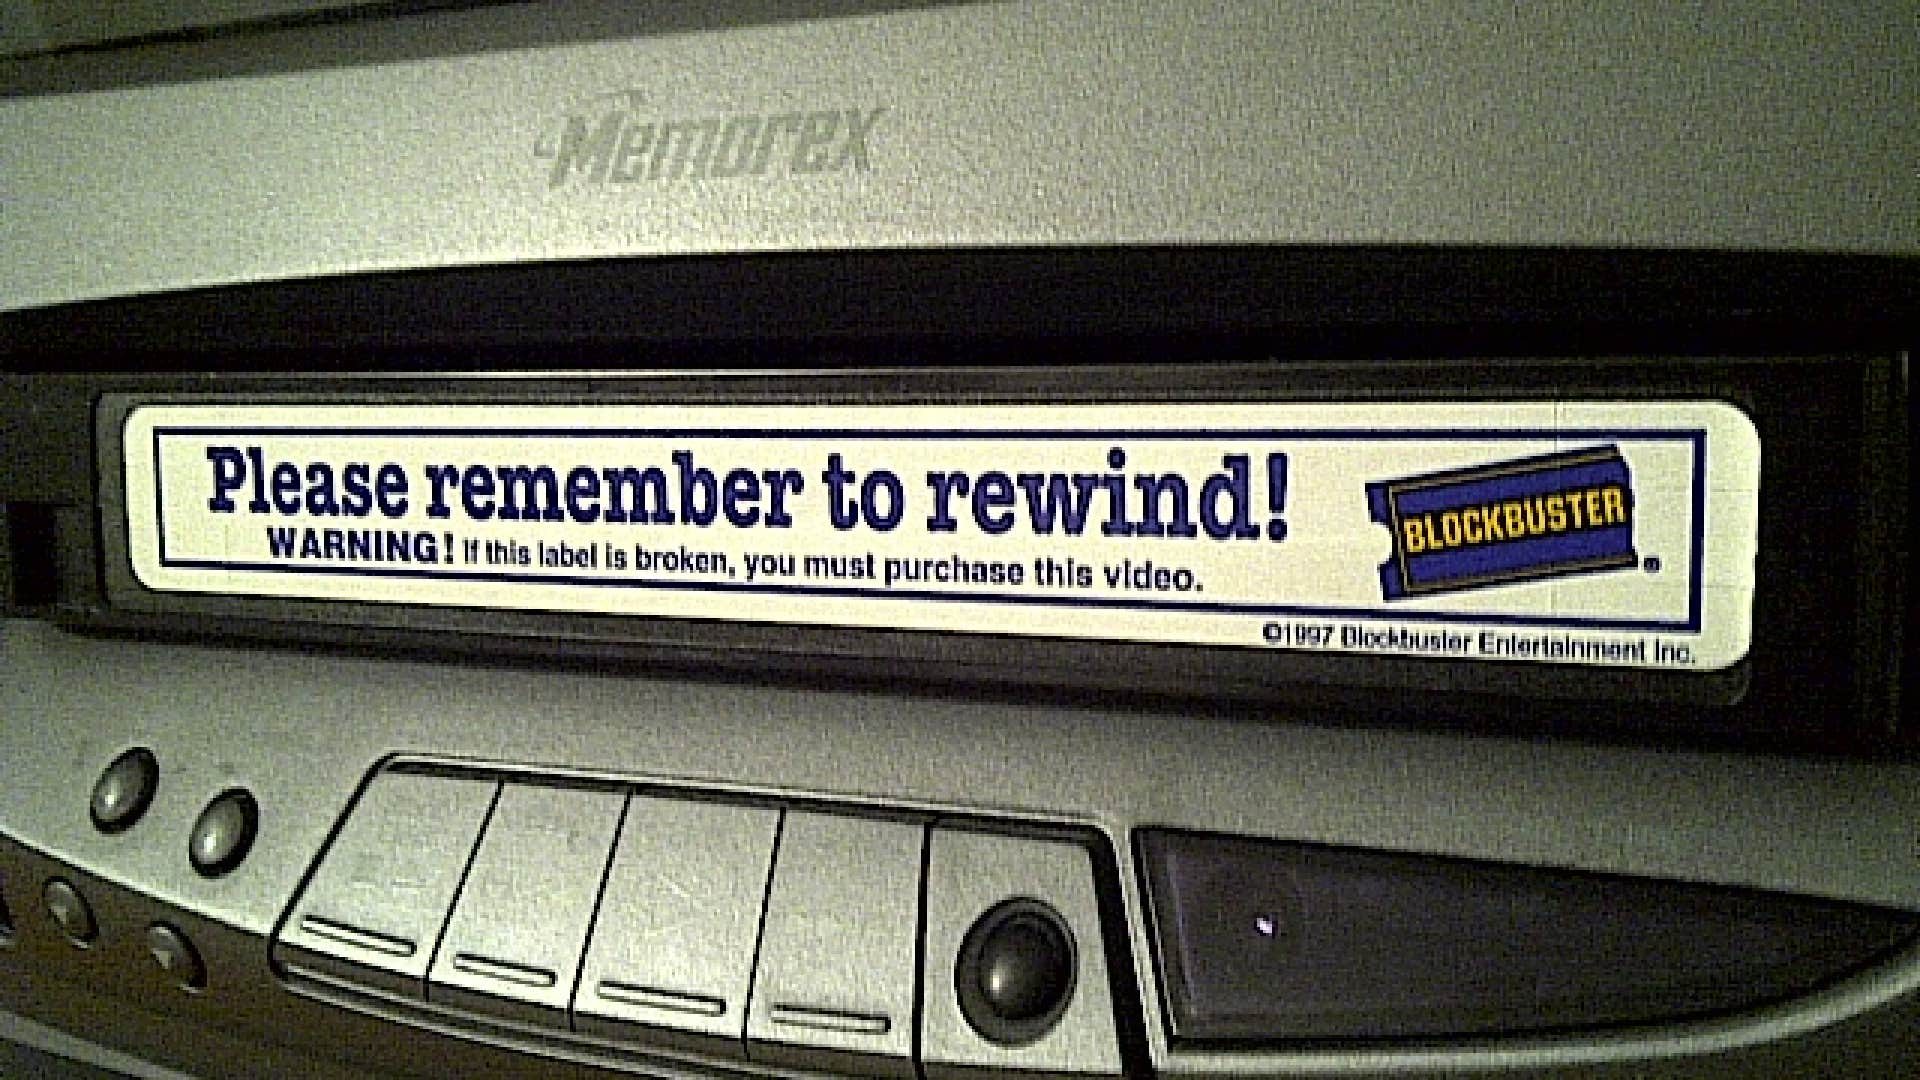 Memorex
Please remember to rewind!
WARNING! If this label is broken, you must purchase this video.
BLOCKBUSTER
®
©1997 Blockbuster Entertainment Inc.